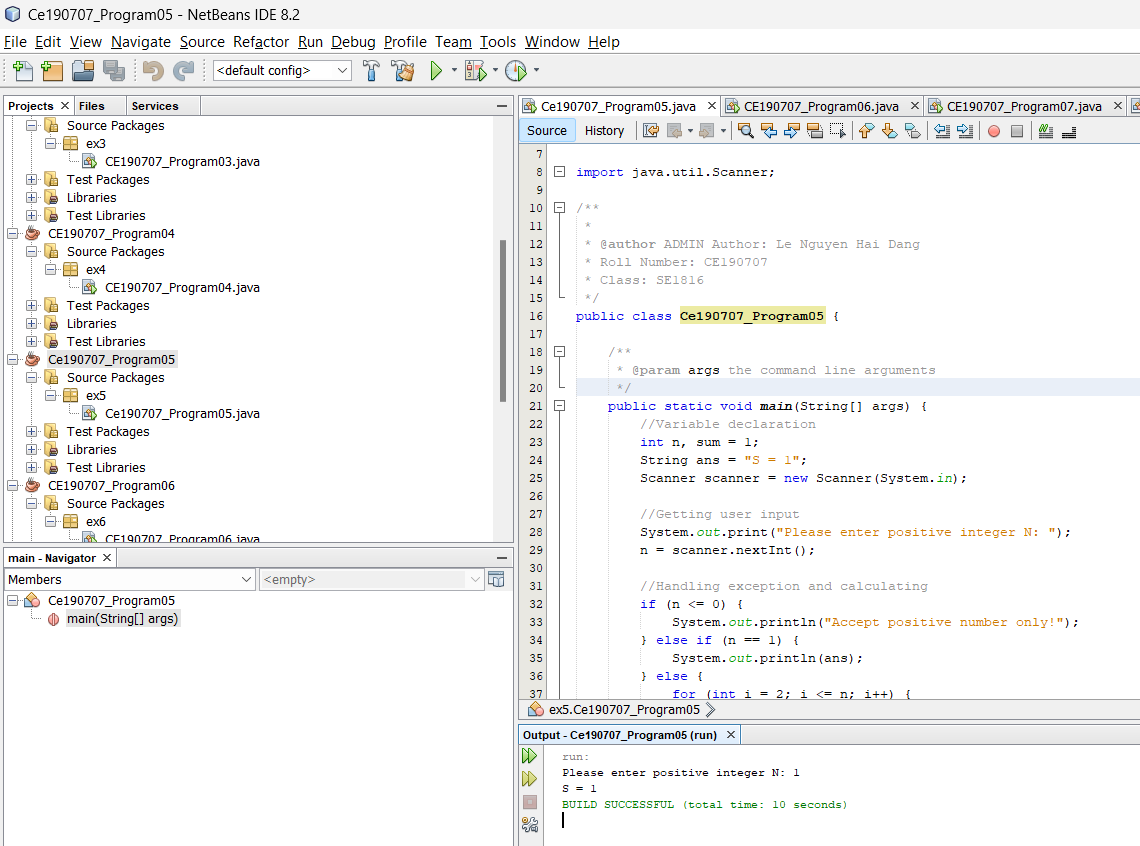 Ce190707_Program05 - NetBeans IDE 8.2
File Edit View Navigate Source Refactor Run Debug Profile Team Tools Window Help
<default config>
Projects Files Services
Source Packages
ex3
CE190707_Program03.java
Test Packages
Libraries
Test Libraries
CE190707_Program04
Source Packages
ex4
CE190707_Program04.java
Test Packages
Libraries
Test Libraries
Ce190707_Program05
Source Packages
ex5
Ce190707_Program05.java
Test Packages
Libraries
Test Libraries
CE190707_Program06
Source Packages
ex6
CE190707_Program06.java
main - Navigator
Members <empty>
Ce190707_Program05
main(String[] args)
Ce190707_Program05.java CE190707_Program06.java CE190707_Program07.java
Source History
7
8 import java.util.Scanner;
9
10 /**
11 *
12 * @author ADMIN Author: Le Nguyen Hai Dang
13 * Roll Number: CE190707
14 * Class: SE1816
15 */
16 public class Ce190707_Program05 {
17
18 /**
19 * @param args the command line arguments
20 */
21 public static void main(String[] args) {
22 //Variable declaration
23 int n, sum = 1;
24 String ans = "S = 1";
25 Scanner scanner = new Scanner(System.in);
26
27 //Getting user input
28 System.out.print("Please enter positive integer N: ");
29 n = scanner.nextInt();
30
31 //Handling exception and calculating
32 if (n <= 0) {
33 System.out.println("Accept positive number only!");
34 } else if (n == 1) {
35 System.out.println(ans);
36 } else {
37 for (int i = 2; i <= n; i++) {
ex5.Ce190707_Program05
Output - Ce190707_Program05 (run)
run:
Please enter positive integer N: 1
S = 1
BUILD SUCCESSFUL (total time: 10 seconds)